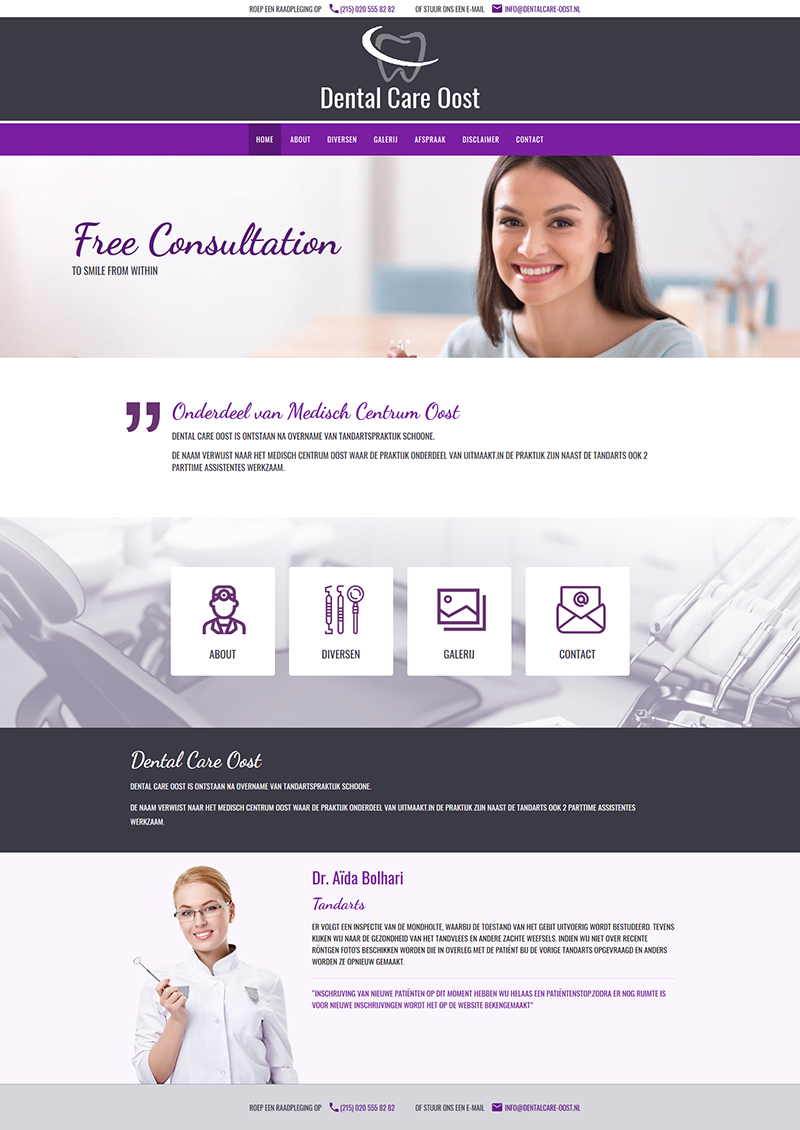 ROEP EEN RAADPLEGING OP (215) 020 555 82 82 OF STUUR ONS EEN E-MAIL INFO@DENTALCARE-OOST.NL
Dental Care Oost
HOME ABOUT DIVERSEN GALERIJ AFSPRAAK DISCLAIMER CONTACT
Free Consultation
TO SMILE FROM WITHIN
Onderdeel van Medisch Centrum Oost
DENTAL CARE OOST IS ONTSTAAN NA OVERNAME VAN TANDARTSPRAKTIJK SCHOONE.
DE NAAM VERWIJST NAAR HET MEDISCH CENTRUM OOST WAAR DE PRAKTIJK ONDERDEEL VAN UITMAAKT.IN DE PRAKTIJK ZIJN NAAST DE TANDARTS OOK 2
PARTTIME ASSISTENTES WERKZAAM.
ABOUT DIVERSEN GALERIJ CONTACT
Dental Care Oost
DENTAL CARE OOST IS ONTSTAAN NA OVERNAME VAN TANDARTSPRAKTIJK SCHOONE.
DE NAAM VERWIJST NAAR HET MEDISCH CENTRUM OOST WAAR DE PRAKTIJK ONDERDEEL VAN UITMAAKT.IN DE PRAKTIJK ZIJN NAAST DE TANDARTS OOK 2 PARTTIME ASSISTENTES
WERKZAAM.
Dr. Aïda Bolhari
Tandarts
ER VOLGT EEN INSPECTIE VAN DE MONDHOLTE, WAARBIJ DE TOESTAND VAN HET GEBIT UITVOERIG WORDT BESTUDEERD. TEVENS
KIJKEN WIJ NAAR DE GEZONDHEID VAN HET TANDVLEES EN ANDERE ZACHTE WEEFSELS. INDIEN WIJ NIET OVER RECENTE
RÖNTGEN FOTO'S BESCHIKKEN WORDEN DIE IN OVERLEG MET DE PATIËNT BIJ DE VORIGE TANDARTS OPGEVRAAGD EN ANDERS
WORDEN ZE OPNIEUW GEMAAKT.
"INSCHRIJVING VAN NIEUWE PATIËNTEN OP DIT MOMENT HEBBEN WIJ HELAAS EEN PATIËNTENSTOP.ZODRA ER NOG RUIMTE IS
VOOR NIEUWE INSCHRIJVINGEN WORDT HET OP DE WEBSITE BEKENGEMAAKT"
ROEP EEN RAADPLEGING OP (215) 020 555 82 82 OF STUUR ONS EEN E-MAIL INFO@DENTALCARE-OOST.NL